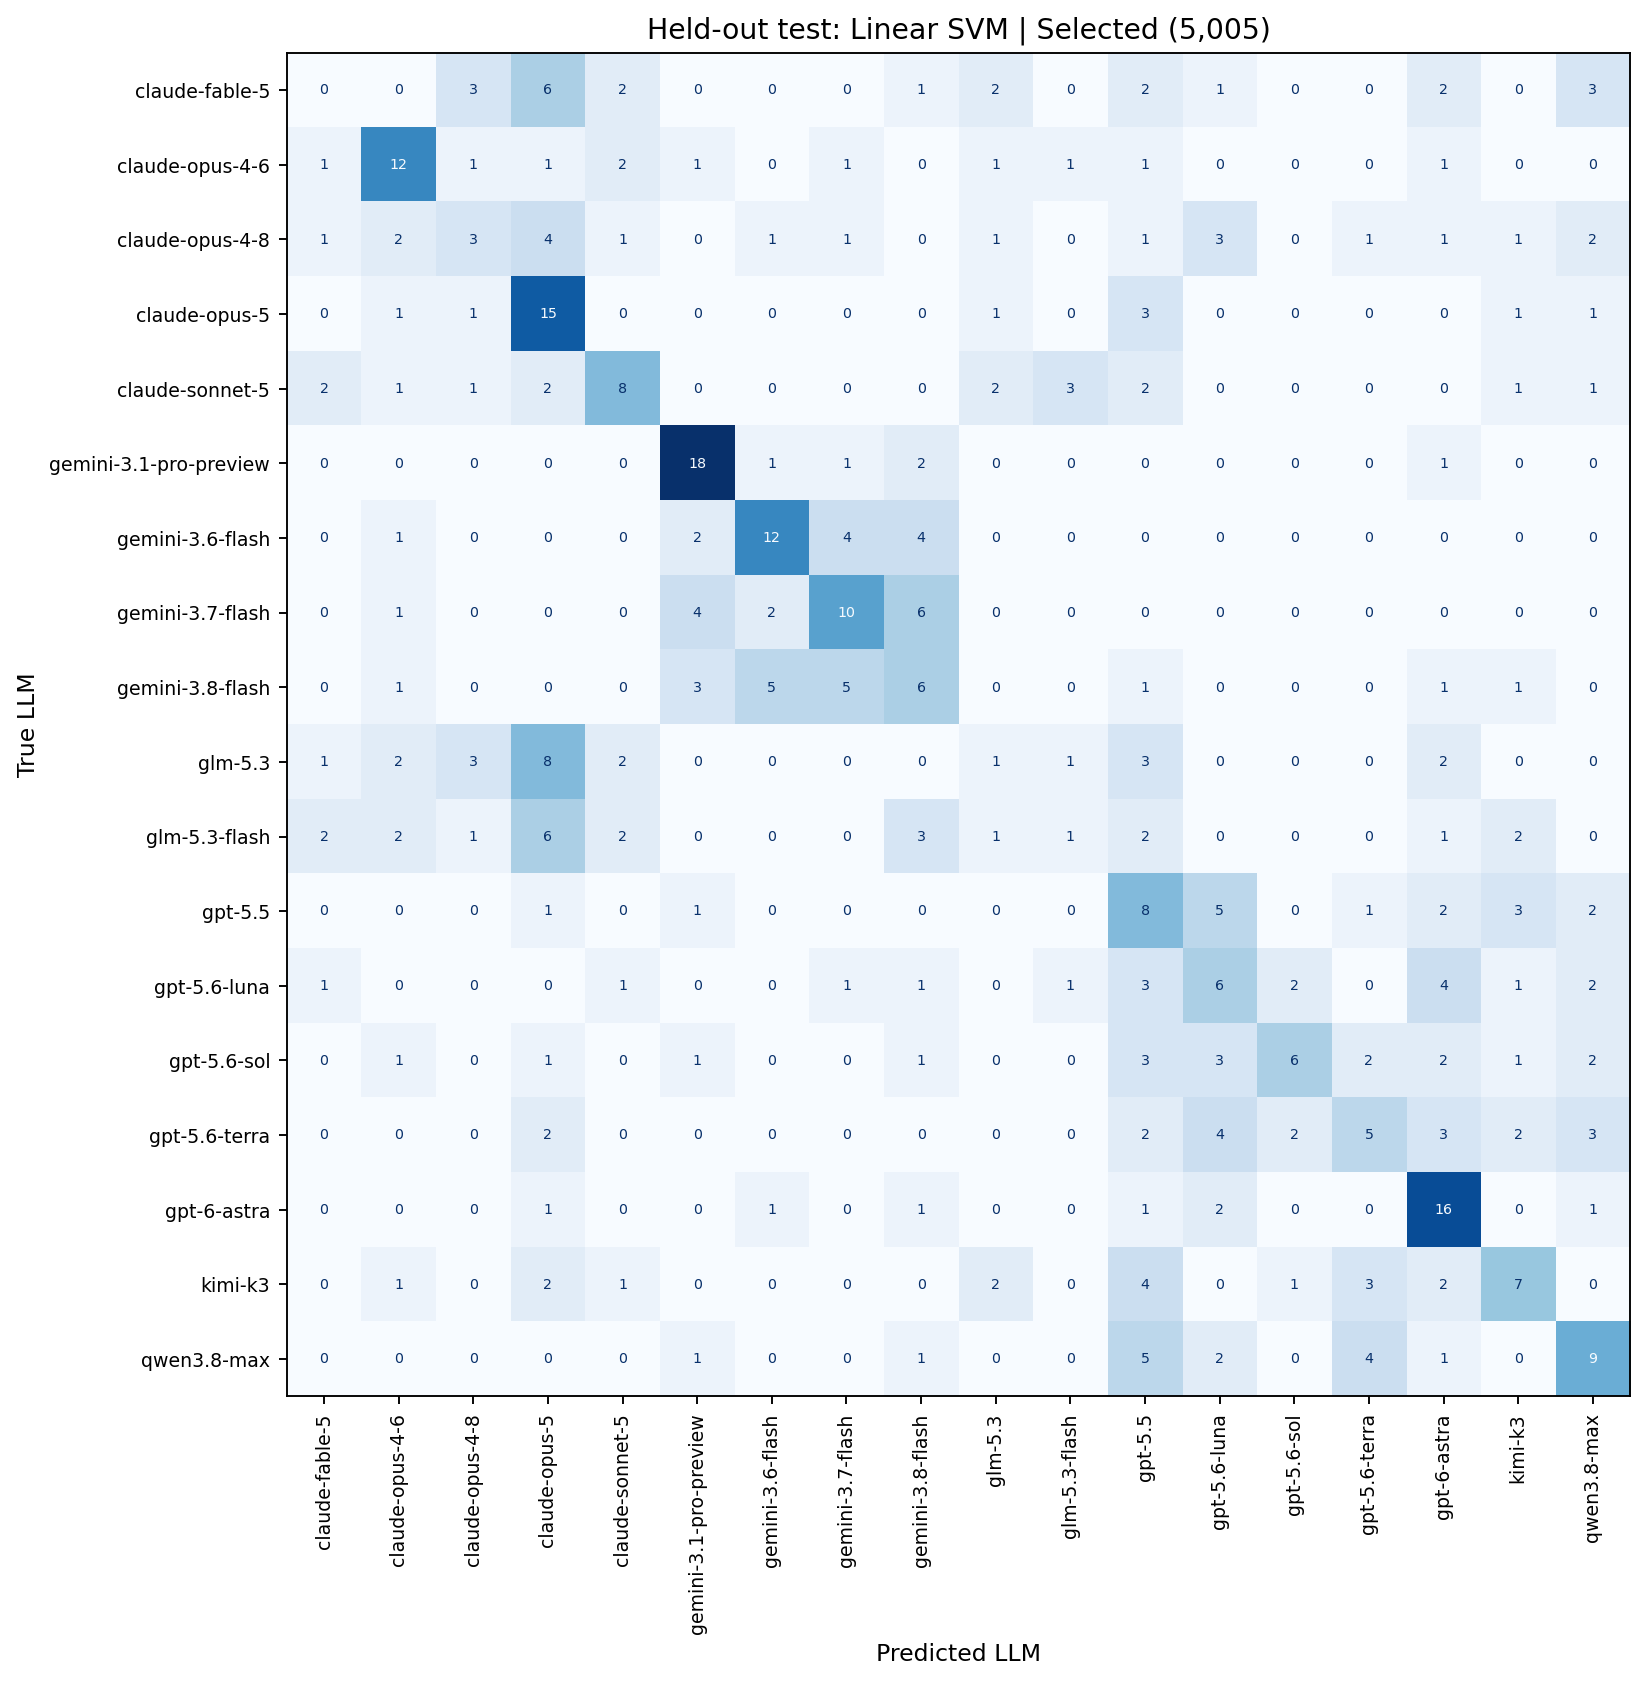 Held-out test: Linear SVM | Selected (5,005)
claude-fable-5 0 0 3 6 2 0 0 0 1 2 0 2 1 0 0 2 0 3
claude-opus-4-6 1 12 1 1 2 1 0 1 0 1 1 1 0 0 0 1 0 0
claude-opus-4-8 1 2 3 4 1 0 1 1 0 1 0 1 3 0 1 1 1 2
claude-opus-5 0 1 1 15 0 0 0 0 0 1 0 3 0 0 0 0 1 1
claude-sonnet-5 2 1 1 2 8 0 0 0 0 2 3 2 0 0 0 0 1 1
gemini-3.1-pro-preview 0 0 0 0 0 18 1 1 2 0 0 0 0 0 0 1 0 0
gemini-3.6-flash 0 1 0 0 0 2 12 4 4 0 0 0 0 0 0 0 0 0
gemini-3.7-flash 0 1 0 0 0 4 2 10 6 0 0 0 0 0 0 0 0 0
gemini-3.8-flash 0 1 0 0 0 3 5 5 6 0 0 1 0 0 0 1 1 0
glm-5.3 1 2 3 8 2 0 0 0 0 1 1 3 0 0 0 2 0 0
glm-5.3-flash 2 2 1 6 2 0 0 0 3 1 1 2 0 0 0 1 2 0
gpt-5.5 0 0 0 1 0 1 0 0 0 0 0 8 5 0 1 2 3 2
gpt-5.6-luna 1 0 0 0 1 0 0 1 1 0 1 3 6 2 0 4 1 2
gpt-5.6-sol 0 1 0 1 0 1 0 0 1 0 0 3 3 6 2 2 1 2
gpt-5.6-terra 0 0 0 2 0 0 0 0 0 0 0 2 4 2 5 3 2 3
gpt-6-astra 0 0 0 1 0 0 1 0 1 0 0 1 2 0 0 16 0 1
kimi-k3 0 1 0 2 1 0 0 0 0 2 0 4 0 1 3 2 7 0
qwen3.8-max 0 0 0 0 0 1 0 0 1 0 0 5 2 0 4 1 0 9
True LLM
claude-fable-5
claude-opus-4-6
claude-opus-4-8
claude-opus-5
claude-sonnet-5
gemini-3.1-pro-preview
gemini-3.6-flash
gemini-3.7-flash
gemini-3.8-flash
glm-5.3
glm-5.3-flash
gpt-5.5
gpt-5.6-luna
gpt-5.6-sol
gpt-5.6-terra
gpt-6-astra
kimi-k3
qwen3.8-max
Predicted LLM